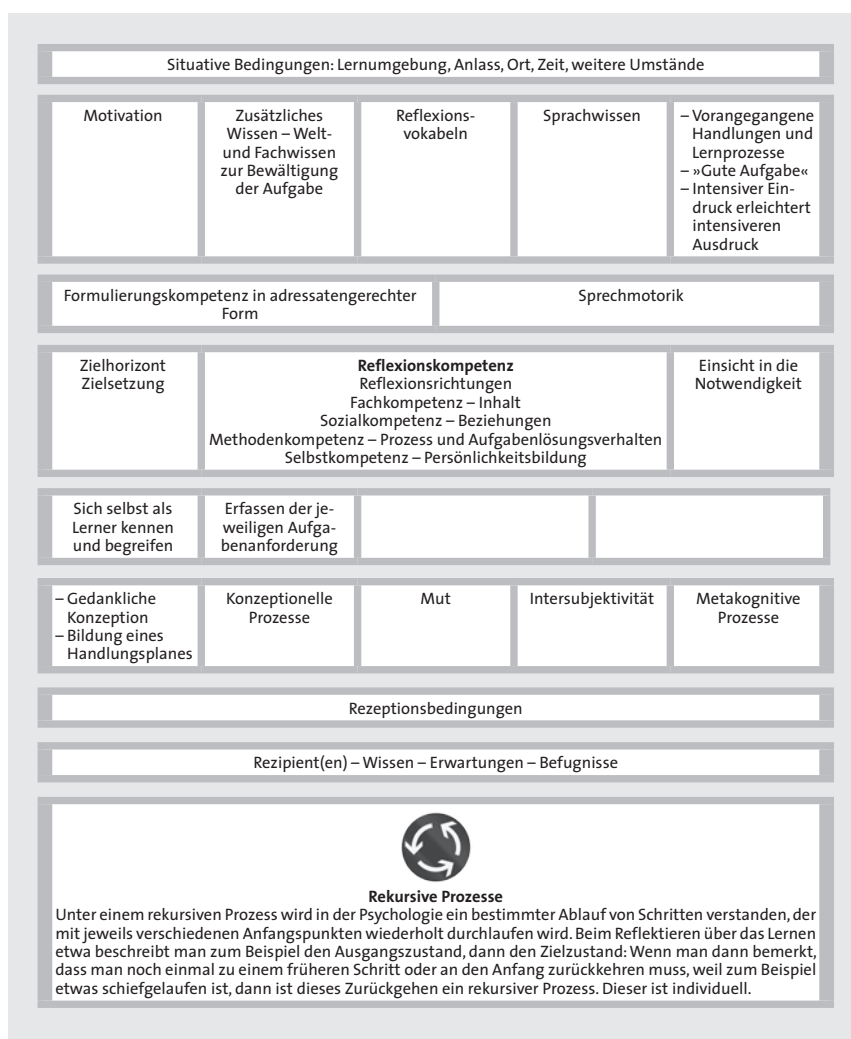 Situative Bedingungen: Lernumgebung, Anlass, Ort, Zeit, weitere Umstände
Motivation
Zusätzliches
Wissen – Welt-
und Fachwissen
zur Bewältigung
der Aufgabe
Reflexions-
vokabeln
Sprachwissen
– Vorangegangene
Handlungen und
Lernprozesse
– »Gute Aufgabe«
– Intensiver Ein-
druck erleichtert
intensiveren
Ausdruck
Formulierungskompetenz in adressatengerechter
Form
Sprechmotorik
Zielhorizont
Zielsetzung
Reflexionskompetenz
Reflexionsrichtungen
Fachkompetenz – Inhalt
Sozialkompetenz – Beziehungen
Methodenkompetenz – Prozess und Aufgabenlösungsverhalten
Selbstkompetenz – Persönlichkeitsbildung
Einsicht in die
Notwendigkeit
Sich selbst als
Lerner kennen
und begreifen
Erfassen der je-
weiligen Aufga-
benanforderung
– Gedankliche
Konzeption
– Bildung eines
Handlungsplanes
Konzeptionelle
Prozesse
Mut
Intersubjektivität
Metakognitive
Prozesse
Rezeptionsbedingungen
Rezipient(en) – Wissen – Erwartungen – Befugnisse
Rekursive Prozesse
Unter einem rekursiven Prozess wird in der Psychologie ein bestimmter Ablauf von Schritten verstanden, der
mit jeweils verschiedenen Anfangspunkten wiederholt durchlaufen wird. Beim Reflektieren über das Lernen
etwa beschreibt man zum Beispiel den Ausgangszustand, dann den Zielzustand: Wenn man dann bemerkt,
dass man noch einmal zu einem früheren Schritt oder an den Anfang zurückkehren muss, weil zum Beispiel
etwas schiefgelaufen ist, dann ist dieses Zurückgehen ein rekursiver Prozess. Dieser ist individuell.